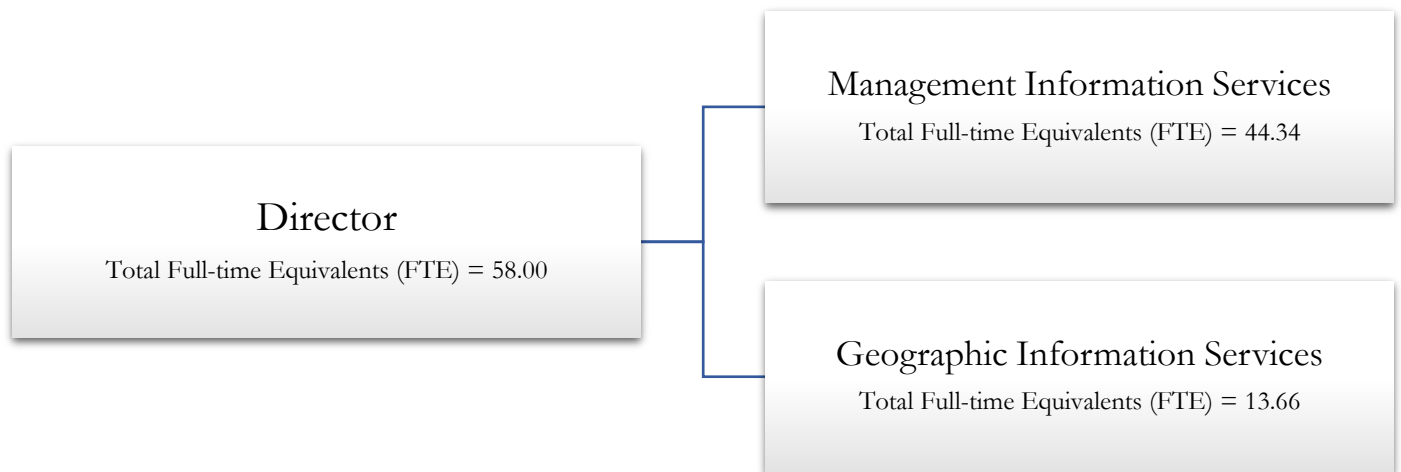 Director
Total Full-time Equivalents (FTE) = 58.00
Management Information Services
Total Full-time Equivalents (FTE) = 44.34
Geographic Information Services
Total Full-time Equivalents (FTE) = 13.66